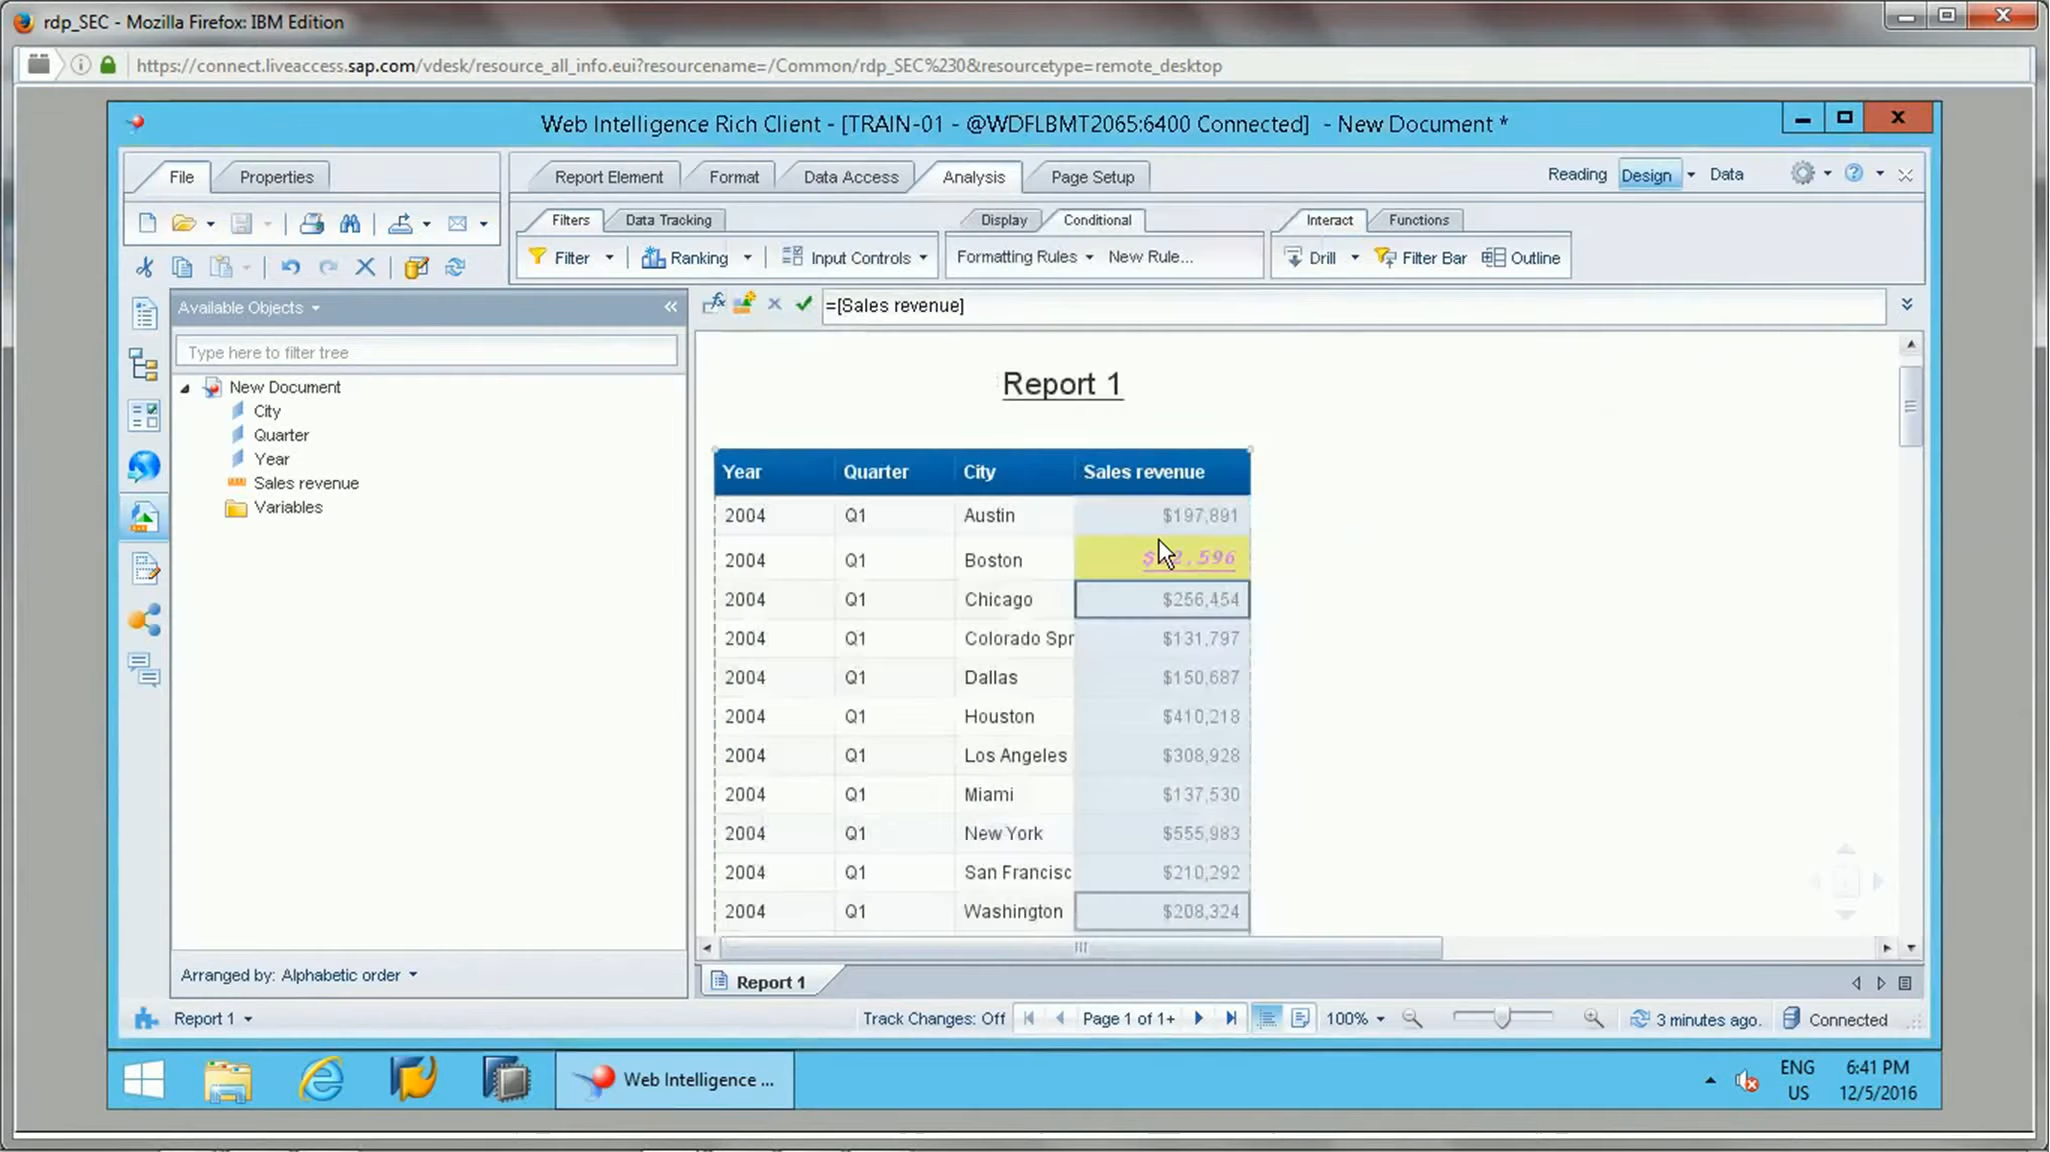 rdp_SEC - Mozilla Firefox: IBM Edition
https://connect.liveaccess.sap.com/vdesk/resource_all_info.eui?resourcename=/Common/rdp_SEC%230&resourcetype=remote_desktop
Web Intelligence Rich Client - [TRAIN-01 - @WDFLBMT2065:6400 Connected] - New Document *
File Properties Report Element Format Data Access Analysis Page Setup Reading Design Data
Filters Data Tracking Display Conditional Interact Functions
Filter Ranking Input Controls Formatting Rules New Rule... Drill Filter Bar Outline
Available Objects =[Sales revenue]
Type here to filter tree
New Document
City
Quarter
Year
Sales revenue
Variables
Report 1
Year Quarter City Sales revenue
2004 Q1 Austin $197,891
2004 Q1 Boston
2004 Q1 Chicago $256,454
2004 Q1 Colorado Spr $131,797
2004 Q1 Dallas $150,687
2004 Q1 Houston $410,218
2004 Q1 Los Angeles $308,928
2004 Q1 Miami $137,530
2004 Q1 New York $555,983
2004 Q1 San Francisc $210,292
2004 Q1 Washington $208,324
Arranged by: Alphabetic order
Report 1
Report 1 Track Changes: Off Page 1 of 1+ 100% 3 minutes ago. Connected
Web Intelligence ...
ENG 6:41 PM
US 12/5/2016